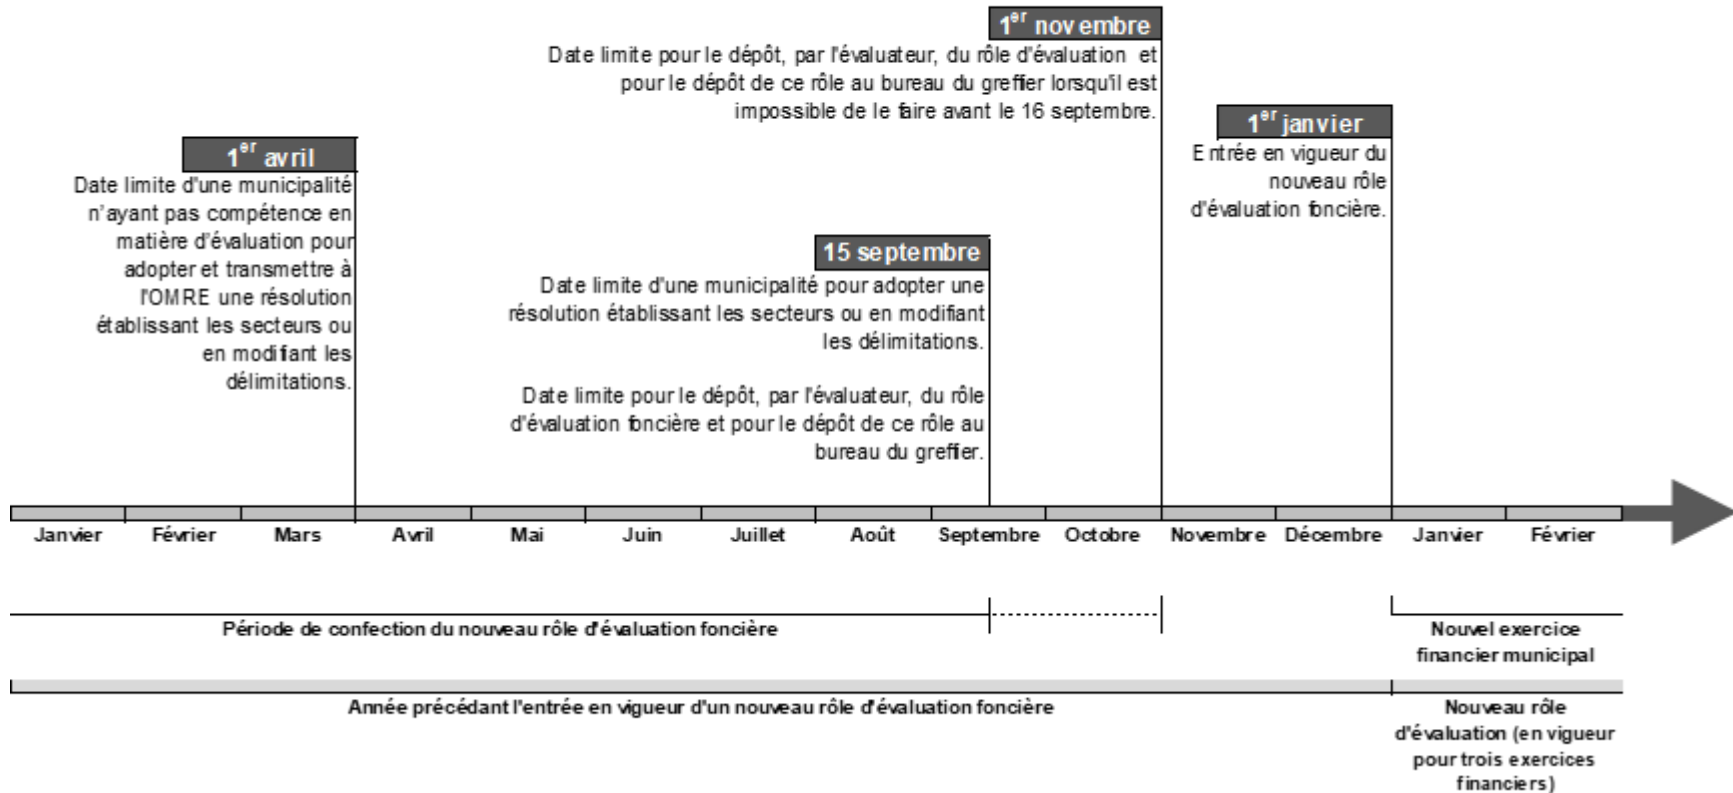 1er novembre
Date limite pour le dépôt, par l'évaluateur, du rôle d'évaluation et
pour le dépôt de ce rôle au bureau du greffier lorsqu'il est
impossible de le faire avant le 16 septembre.
1er janvier
Entrée en vigueur du
nouveau rôle
d'évaluation foncière.
1er avril
Date limite d'une municipalité
n'ayant pas compétence en
matière d'évaluation pour
adopter et transmettre à
l'OMRE une résolution
établissant les secteurs ou
en modifiant les
délimitations.
15 septembre
Date limite d'une municipalité pour adopter une
résolution établissant les secteurs ou en modifiant
les délimitations.
Date limite pour le dépôt, par l'évaluateur, du rôle
d'évaluation foncière et pour le dépôt de ce rôle au
bureau du greffier.
Janvier Février Mars Avril Mai Juin Juillet Août Septembre Octobre Novembre Décembre Janvier Février
Période de confection du nouveau rôle d'évaluation foncière
Nouvel exercice
financier municipal
Année précédant l'entrée en vigueur d'un nouveau rôle d'évaluation foncière
Nouveau rôle
d'évaluation (en vigueur
pour trois exercices
financiers)